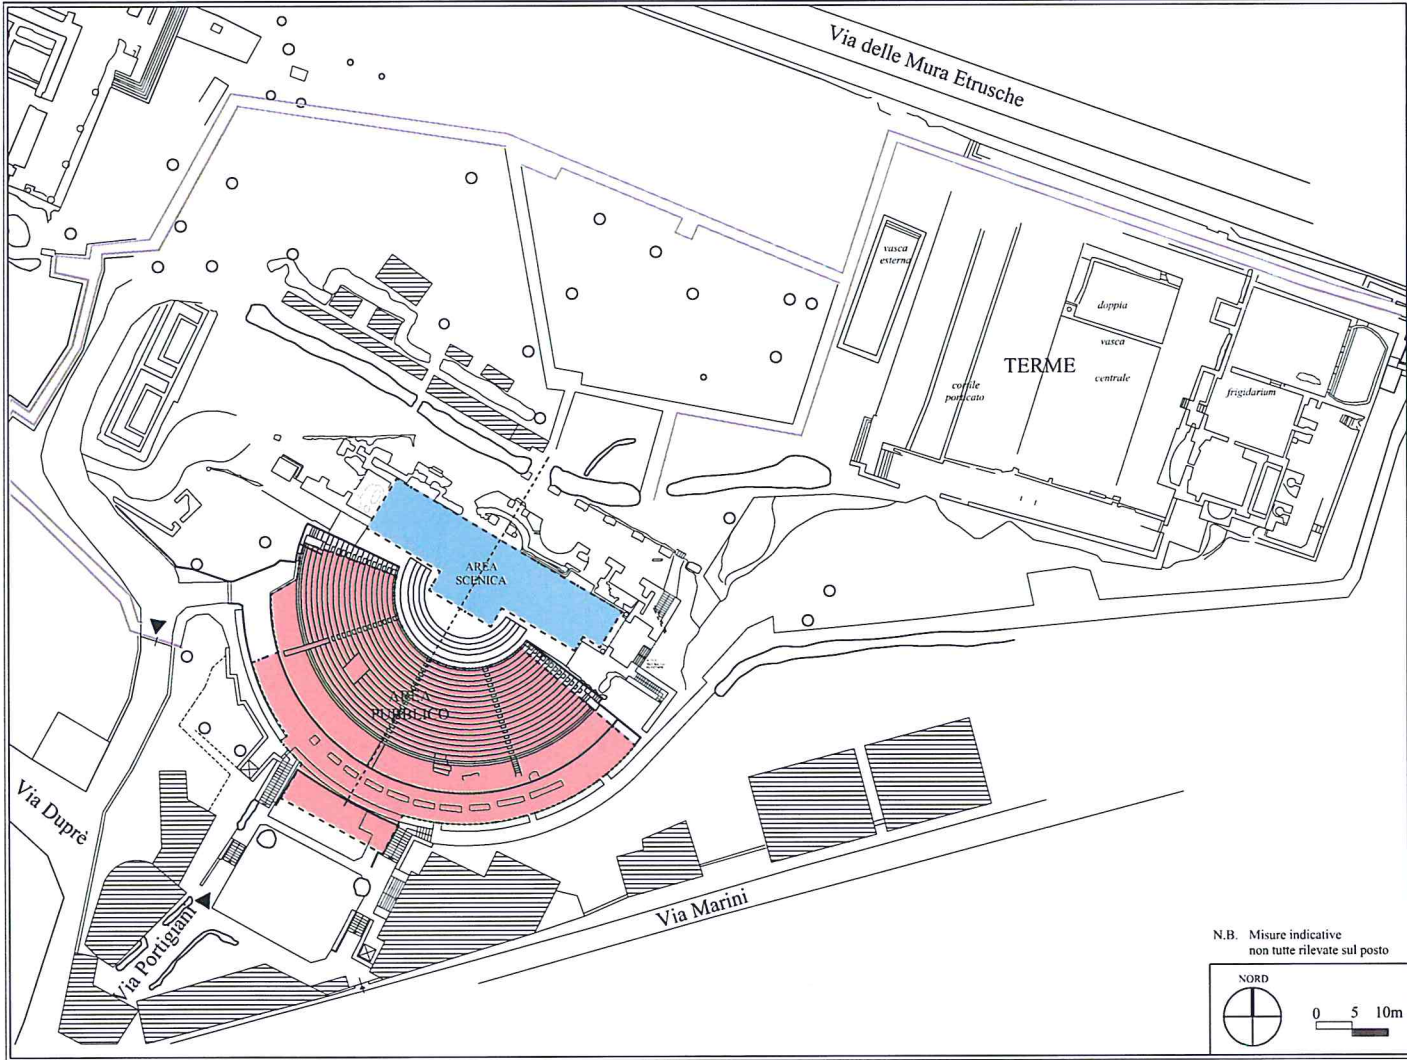 Via delle Mura Etrusche
vasca
esterna
doppia
vasca
TERME
centrale
cortile
porticato
frigidarium
AREA
SCENICA
AREA
PUBBLICO
Via Duprè
Via Marini
Via Portigiani
N.B. Misure indicative
non tutte rilevate sul posto
NORD
0 5 10m